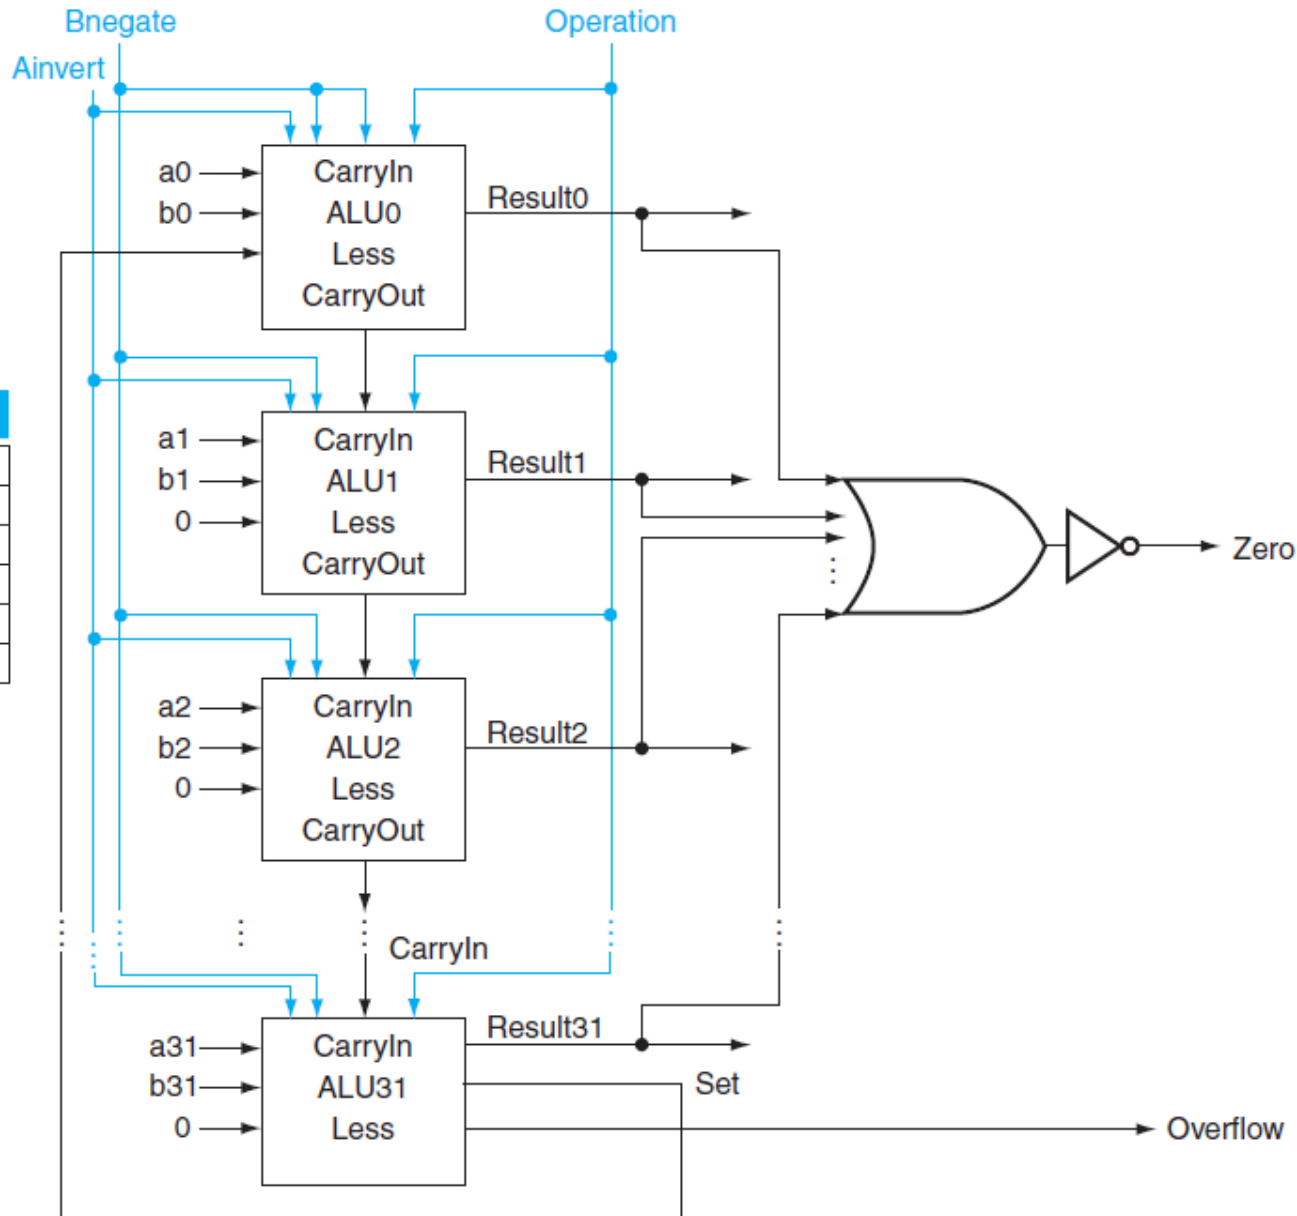 Bnegate
Operation
Ainvert
a0
CarryIn
b0
ALU0
Less
CarryOut
Result0
a1
CarryIn
b1
ALU1
0
Less
CarryOut
Result1
Zero
a2
CarryIn
b2
ALU2
0
Less
CarryOut
Result2
CarryIn
a31
CarryIn
b31
ALU31
0
Less
Result31
Set
Overflow